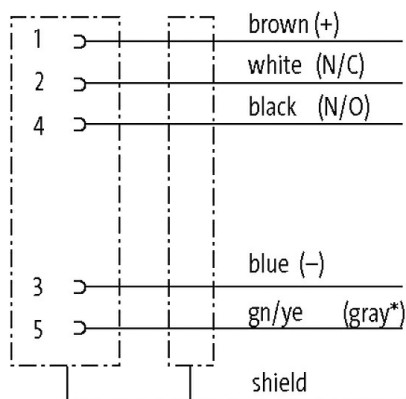 1 brown (+)
2 white (N/C)
4 black (N/O)
3 blue (–)
5 gn/ye (gray*)
shield